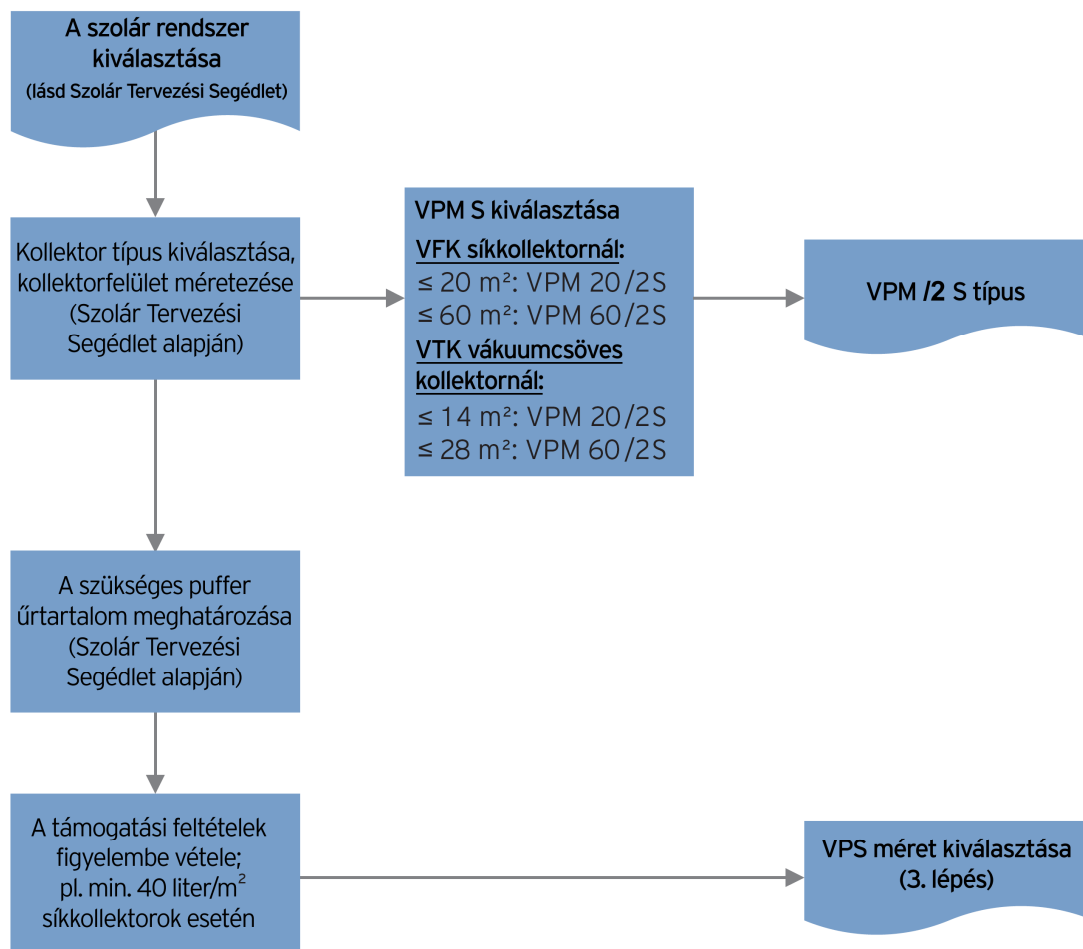 A szolár rendszer
kiválasztása
(lásd Szolár Tervezési Segédlet)
Kollektor típus kiválasztása,
kollektorfelület méretezése
(Szolár Tervezési
Segédlet alapján)
VPM S kiválasztása
VFK síkkollektornál:
≤ 20 m²: VPM 20/2S
≤ 60 m²: VPM 60/2S
VTK vákuumcsöves
kollektornál:
≤ 14 m²: VPM 20/2S
≤ 28 m²: VPM 60/2S
VPM /2 S típus
A szükséges puffer
űrtartalom meghatározása
(Szolár Tervezési
Segédlet alapján)
A támogatási feltételek
figyelembe vétele;
pl. min. 40 liter/m²
síkkollektorok esetén
VPS méret kiválasztása
(3. lépés)